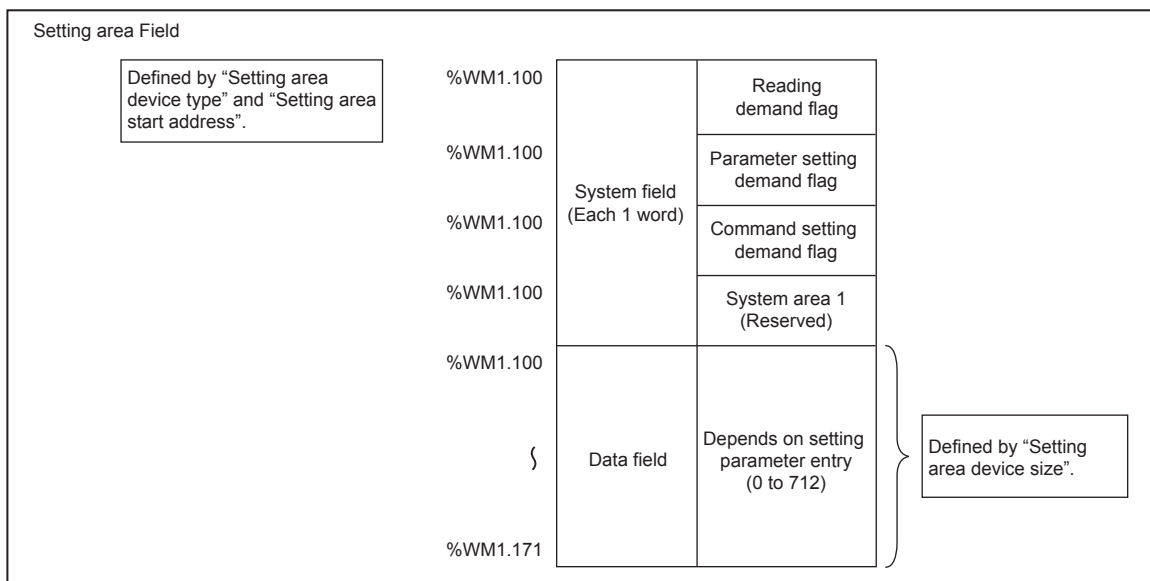 Setting area Field
Defined by “Setting area
device type” and “Setting area
start address”.
%WM1.100
Reading
demand flag
%WM1.100
Parameter setting
demand flag
System field
(Each 1 word)
%WM1.100
Command setting
demand flag
%WM1.100
System area 1
(Reserved)
%WM1.100
Data field
Depends on setting
parameter entry
(0 to 712)
Defined by “Setting
area device size”.
%WM1.171